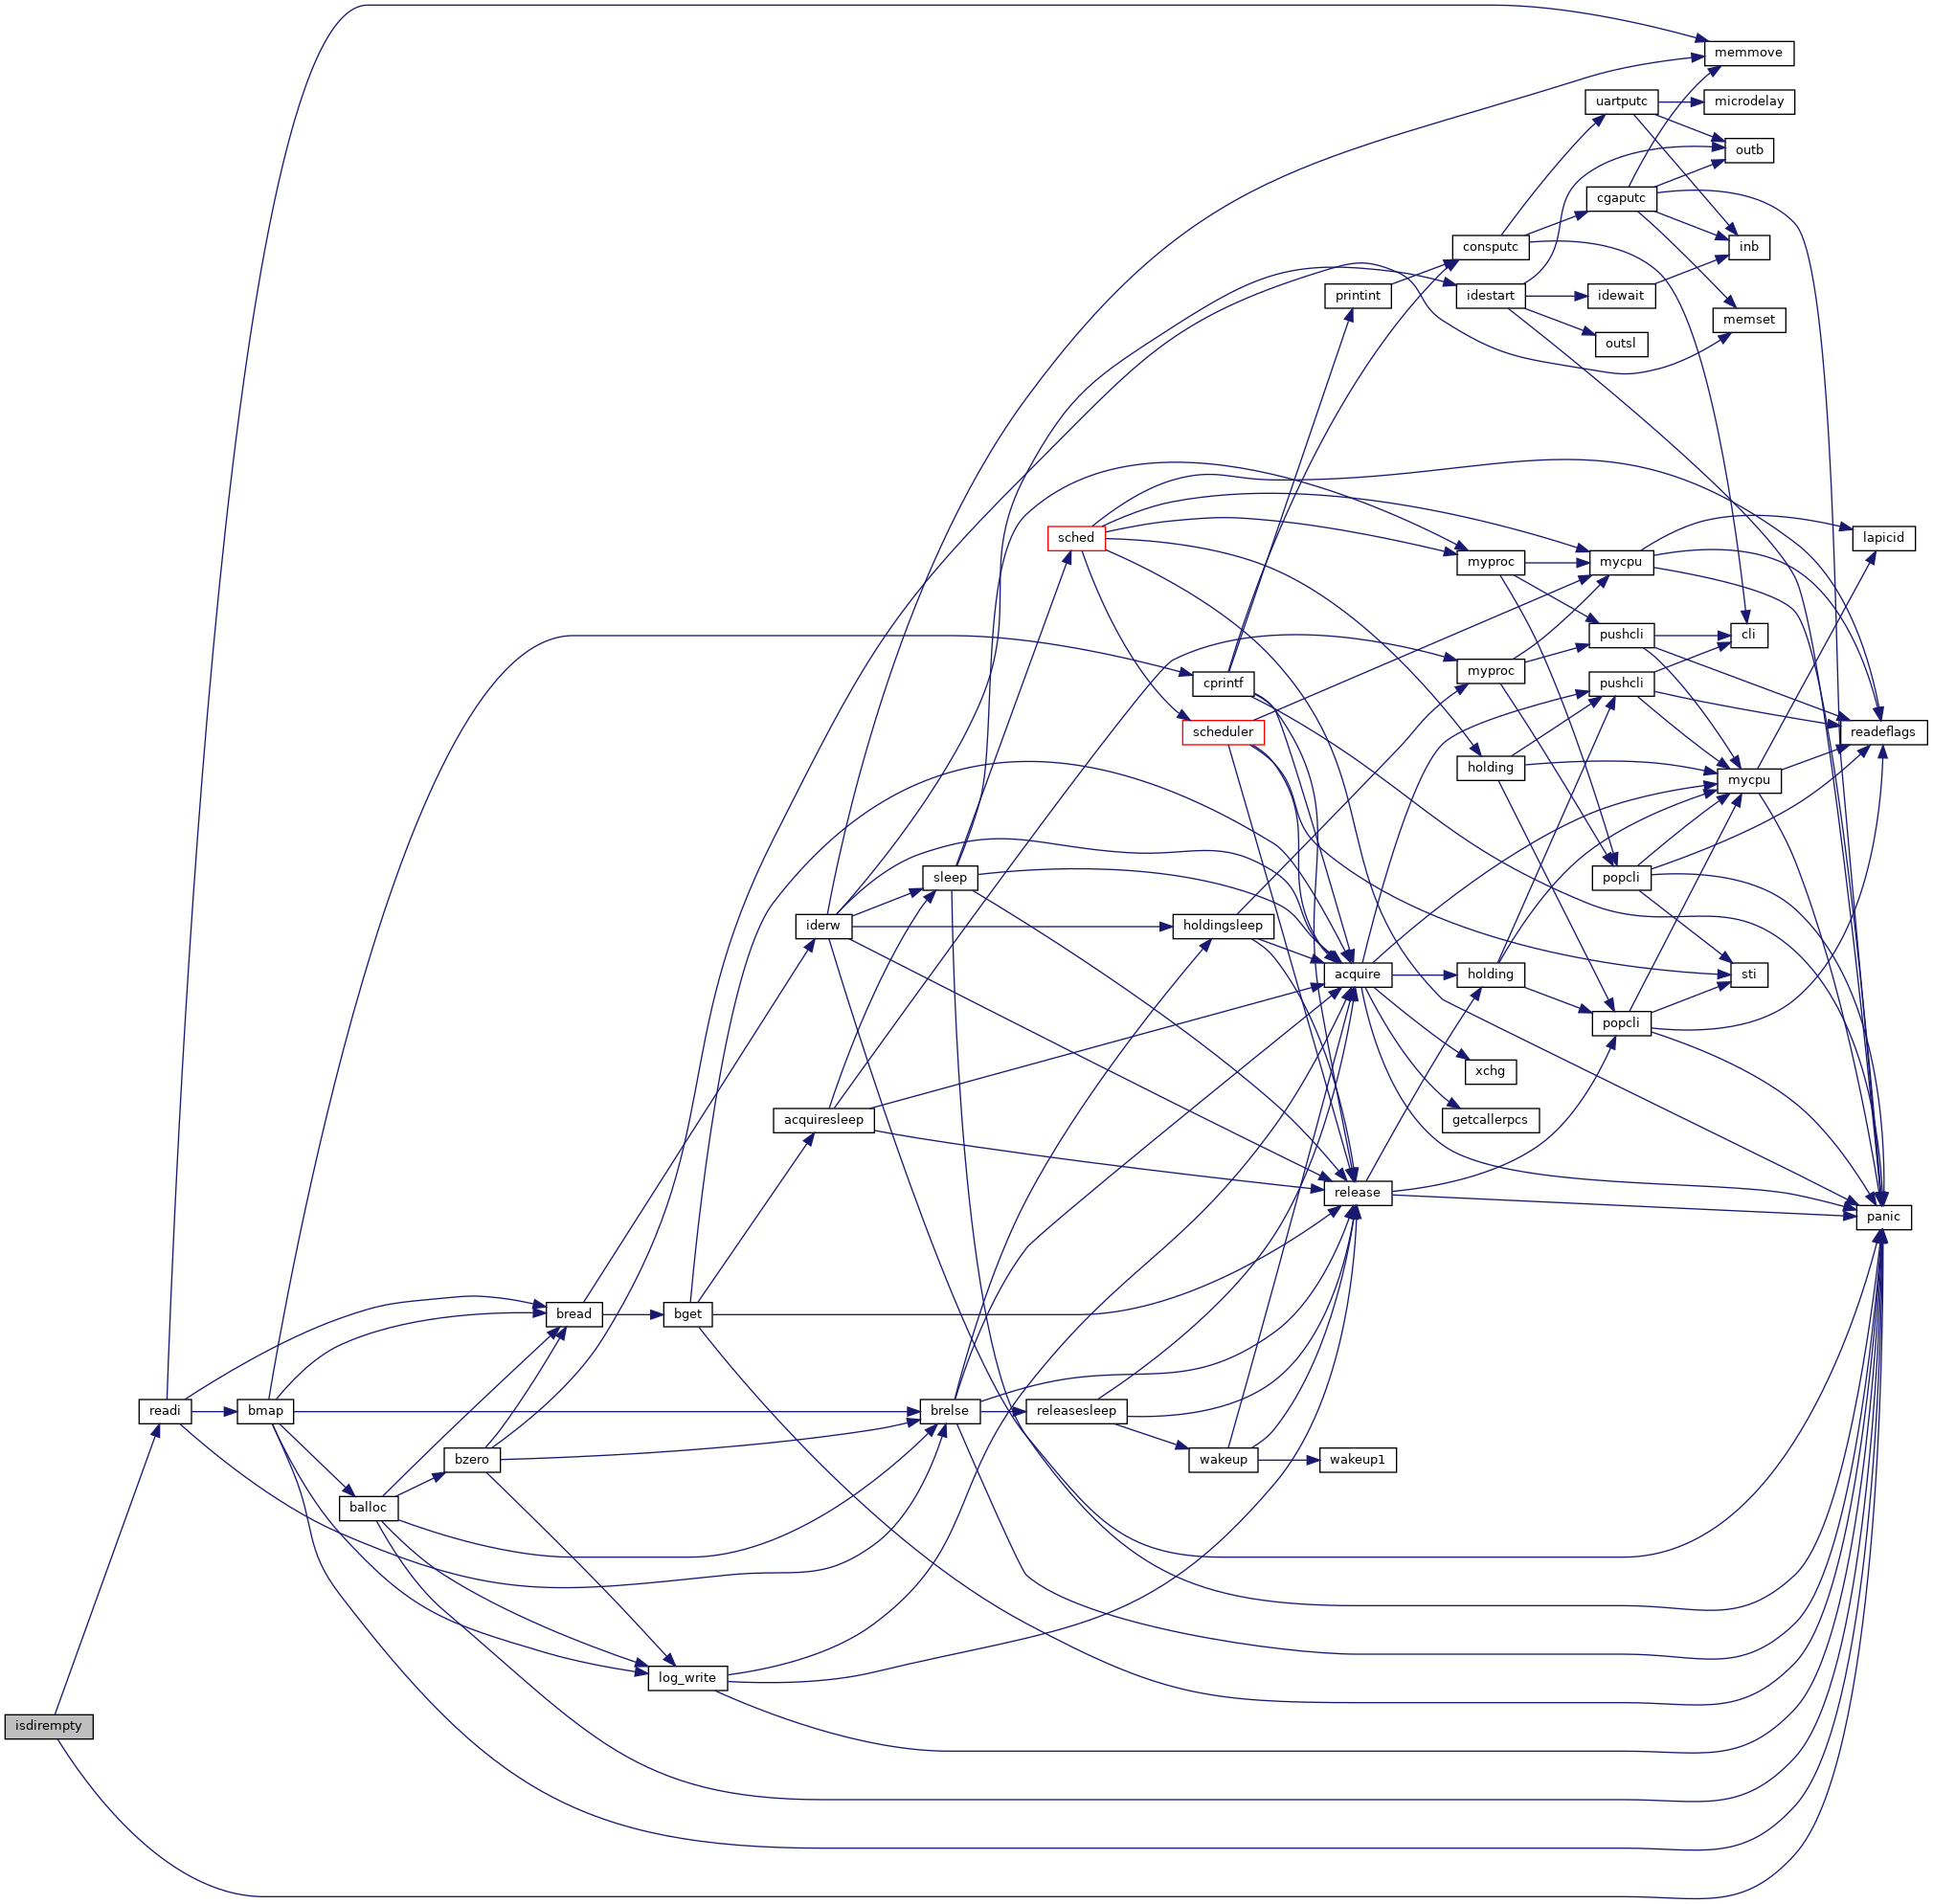 memmove
uartputc
microdelay
outb
cgaputc
consputc
inb
printint
idestart
idewait
memset
outsl
sched
lapicid
myproc
mycpu
pushcli
cli
myproc
cprintf
pushcli
scheduler
readeflags
holding
mycpu
sleep
popcli
iderw
holdingsleep
acquire
holding
sti
popcli
xchg
acquiresleep
getcallerpcs
release
panic
bread
bget
readi
bmap
brelse
releasesleep
bzero
wakeup
wakeup1
balloc
log_write
isdirempty